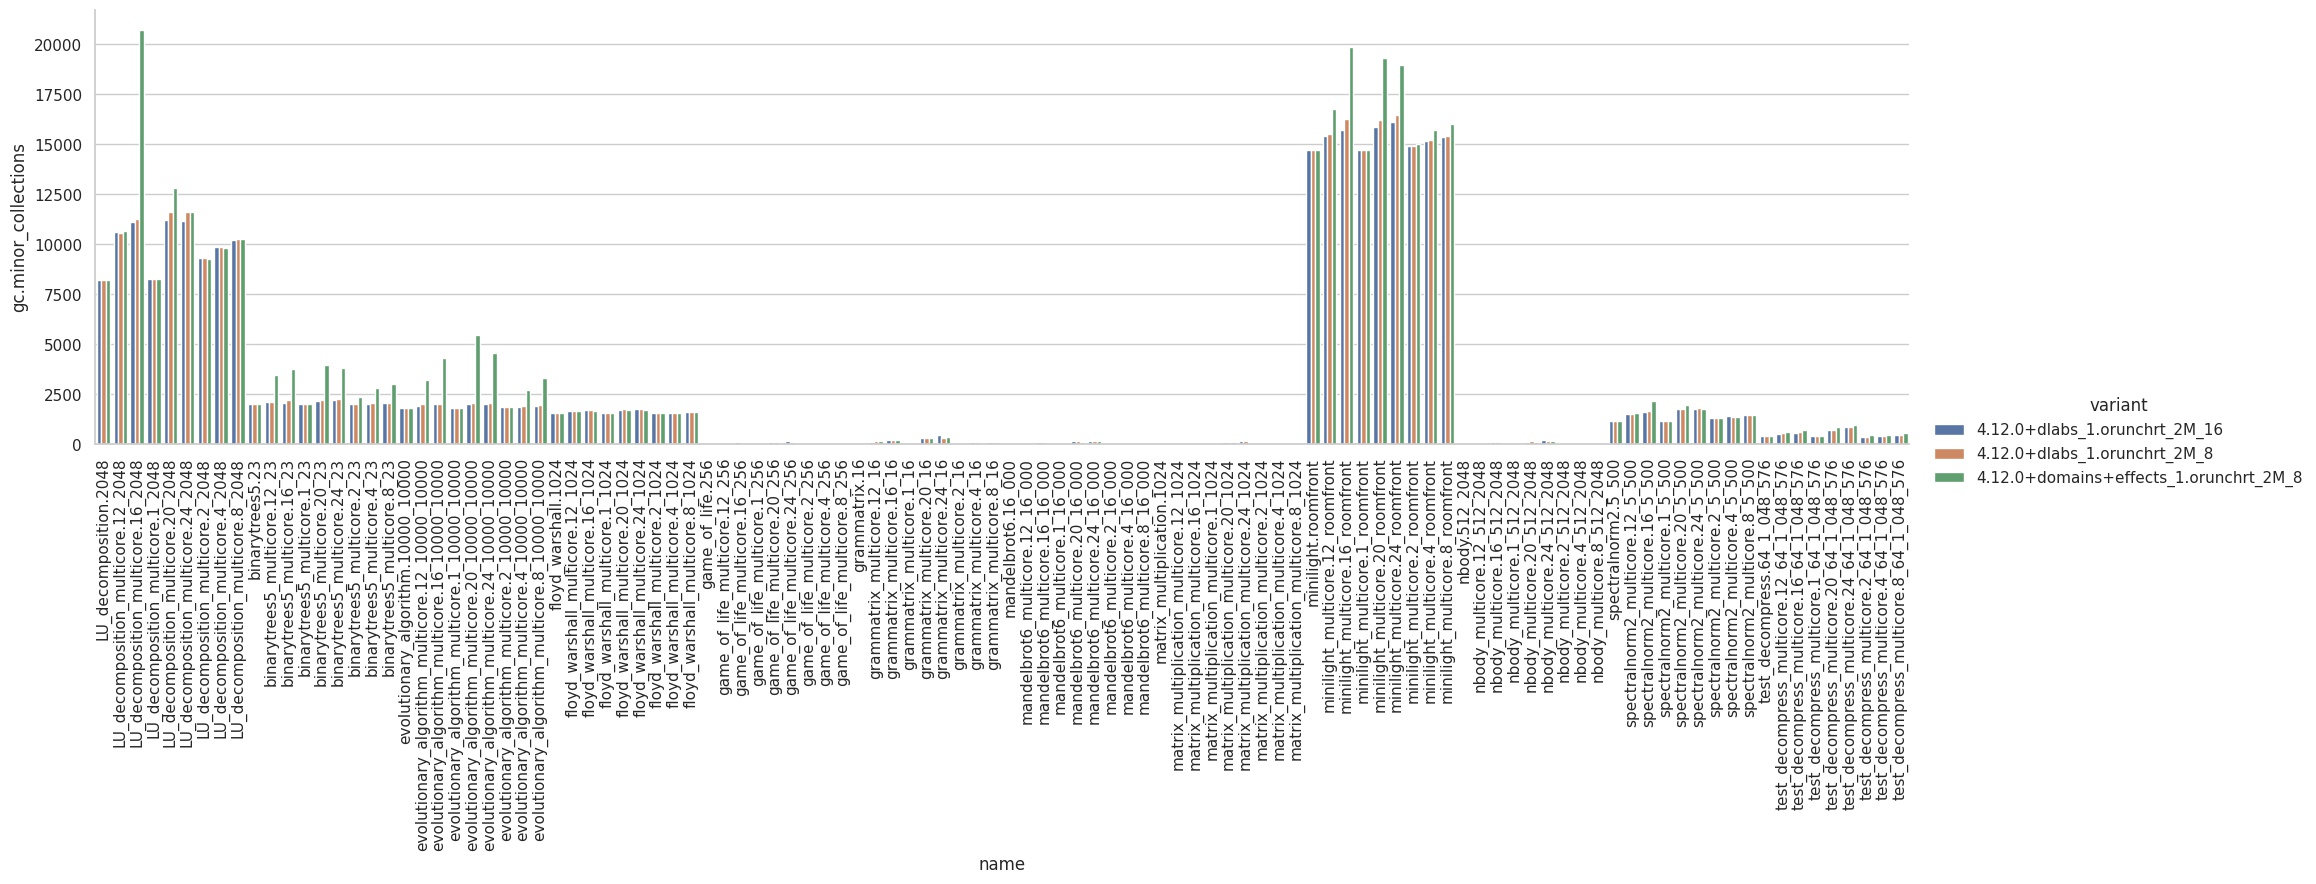 gc.minor_collections
20000
17500
15000
12500
10000
7500
5000
2500
0
LU_decomposition.2048
LU_decomposition_multicore.12_2048
LU_decomposition_multicore.16_2048
LU_decomposition_multicore.1_2048
LU_decomposition_multicore.20_2048
LU_decomposition_multicore.24_2048
LU_decomposition_multicore.2_2048
LU_decomposition_multicore.4_2048
LU_decomposition_multicore.8_2048
binarytrees5.23
binarytrees5_multicore.12_23
binarytrees5_multicore.16_23
binarytrees5_multicore.1_23
binarytrees5_multicore.20_23
binarytrees5_multicore.24_23
binarytrees5_multicore.2_23
binarytrees5_multicore.4_23
binarytrees5_multicore.8_23
evolutionary_algorithm.10000_10000
evolutionary_algorithm_multicore.12_10000_10000
evolutionary_algorithm_multicore.16_10000_10000
evolutionary_algorithm_multicore.1_10000_10000
evolutionary_algorithm_multicore.20_10000_10000
evolutionary_algorithm_multicore.24_10000_10000
evolutionary_algorithm_multicore.2_10000_10000
evolutionary_algorithm_multicore.4_10000_10000
evolutionary_algorithm_multicore.8_10000_10000
floyd_warshall.1024
floyd_warshall_multicore.12_1024
floyd_warshall_multicore.16_1024
floyd_warshall_multicore.1_1024
floyd_warshall_multicore.20_1024
floyd_warshall_multicore.24_1024
floyd_warshall_multicore.2_1024
floyd_warshall_multicore.4_1024
floyd_warshall_multicore.8_1024
game_of_life.256
game_of_life_multicore.12_256
game_of_life_multicore.16_256
game_of_life_multicore.1_256
game_of_life_multicore.20_256
game_of_life_multicore.24_256
game_of_life_multicore.2_256
game_of_life_multicore.4_256
game_of_life_multicore.8_256
grammatrix.16
grammatrix_multicore.12_16
grammatrix_multicore.16_16
grammatrix_multicore.1_16
grammatrix_multicore.20_16
grammatrix_multicore.24_16
grammatrix_multicore.2_16
grammatrix_multicore.4_16
grammatrix_multicore.8_16
mandelbrot6.16_000
mandelbrot6_multicore.12_16_000
mandelbrot6_multicore.16_16_000
mandelbrot6_multicore.1_16_000
mandelbrot6_multicore.20_16_000
mandelbrot6_multicore.24_16_000
mandelbrot6_multicore.2_16_000
mandelbrot6_multicore.4_16_000
mandelbrot6_multicore.8_16_000
matrix_multiplication.1024
matrix_multiplication_multicore.12_1024
matrix_multiplication_multicore.16_1024
matrix_multiplication_multicore.1_1024
matrix_multiplication_multicore.20_1024
matrix_multiplication_multicore.24_1024
matrix_multiplication_multicore.2_1024
matrix_multiplication_multicore.4_1024
matrix_multiplication_multicore.8_1024
minilight.roomfront
minilight_multicore.12_roomfront
minilight_multicore.16_roomfront
minilight_multicore.1_roomfront
minilight_multicore.20_roomfront
minilight_multicore.24_roomfront
minilight_multicore.2_roomfront
minilight_multicore.4_roomfront
minilight_multicore.8_roomfront
nbody.512_2048
nbody_multicore.12_512_2048
nbody_multicore.16_512_2048
nbody_multicore.1_512_2048
nbody_multicore.20_512_2048
nbody_multicore.24_512_2048
nbody_multicore.2_512_2048
nbody_multicore.4_512_2048
nbody_multicore.8_512_2048
spectralnorm2.5_500
spectralnorm2_multicore.12_5_500
spectralnorm2_multicore.16_5_500
spectralnorm2_multicore.1_5_500
spectralnorm2_multicore.20_5_500
spectralnorm2_multicore.24_5_500
spectralnorm2_multicore.2_5_500
spectralnorm2_multicore.4_5_500
spectralnorm2_multicore.8_5_500
test_decompress.64_1_048_576
test_decompress_multicore.12_64_1_048_576
test_decompress_multicore.16_64_1_048_576
test_decompress_multicore.1_64_1_048_576
test_decompress_multicore.20_64_1_048_576
test_decompress_multicore.24_64_1_048_576
test_decompress_multicore.2_64_1_048_576
test_decompress_multicore.4_64_1_048_576
test_decompress_multicore.8_64_1_048_576
name
variant
4.12.0+dlabs_1.orunchrt_2M_16
4.12.0+dlabs_1.orunchrt_2M_8
4.12.0+domains+effects_1.orunchrt_2M_8